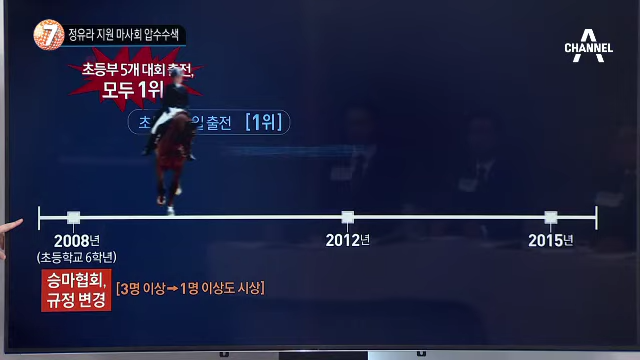 7 정유라 지원 마사회 압수수색
CHANNEL A
초등부 5개 대회 출전,
모두 1위
출전 [1위]
2008년
2012년
2015년
(초등학교 6학년)
승마협회,
규정 변경
[3명 이상→1명 이상도 시상]